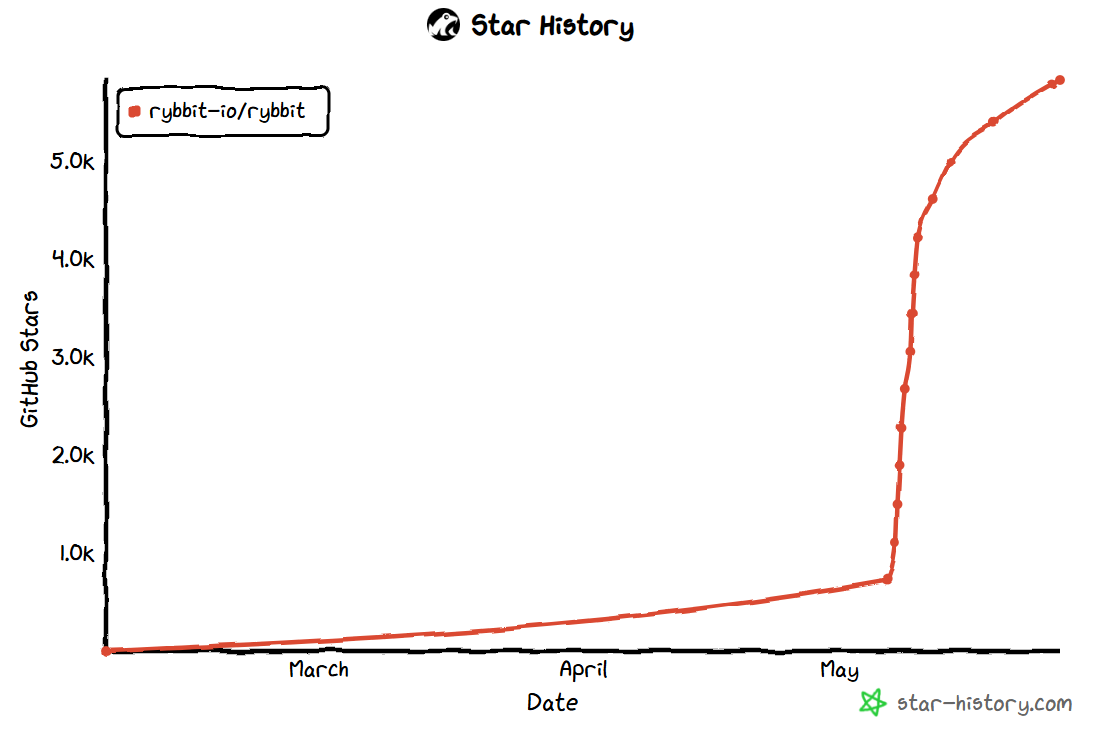 Star History
rybbit-io/rybbit
5.0k
4.0k
3.0k
2.0k
1.0k
GitHub Stars
March April May
Date
star-history.com